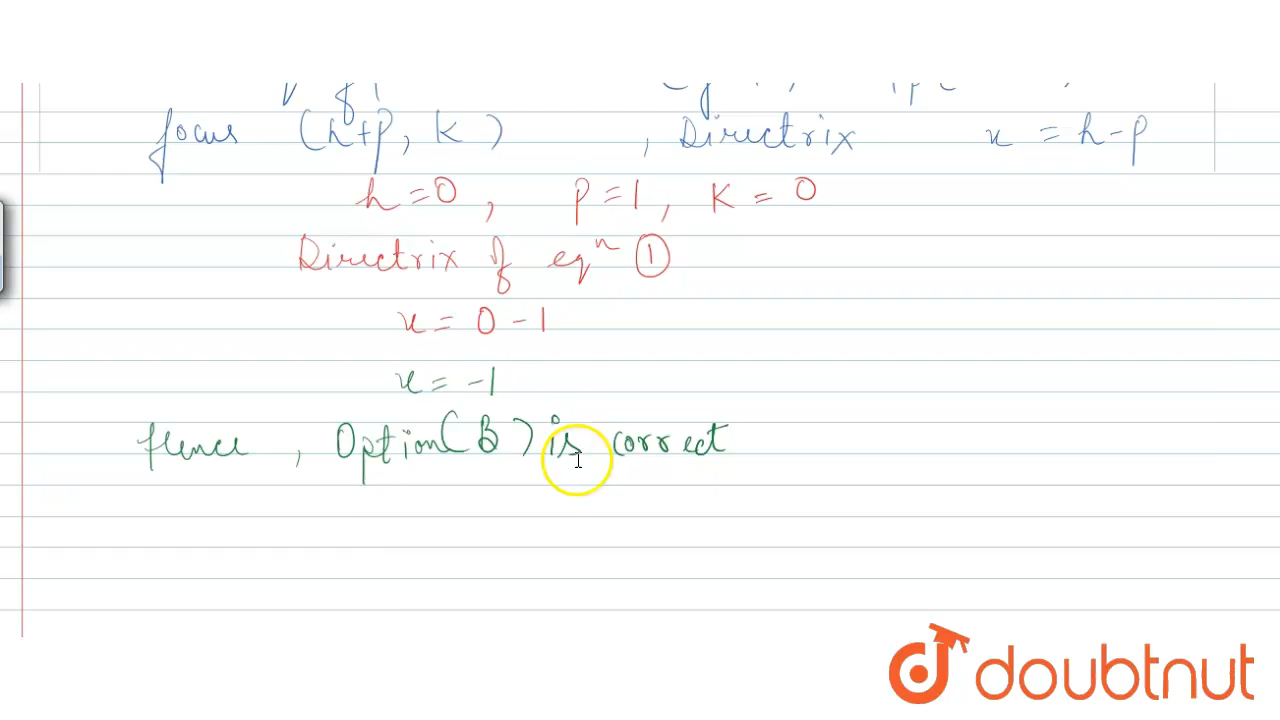 focus (h+p, K) , Directrix x = h-p
h=0, P=1, K=0
Directrix of eqⁿ ①
x = 0-1
x = -1
Hence, Option(B) is correct
doubtnut